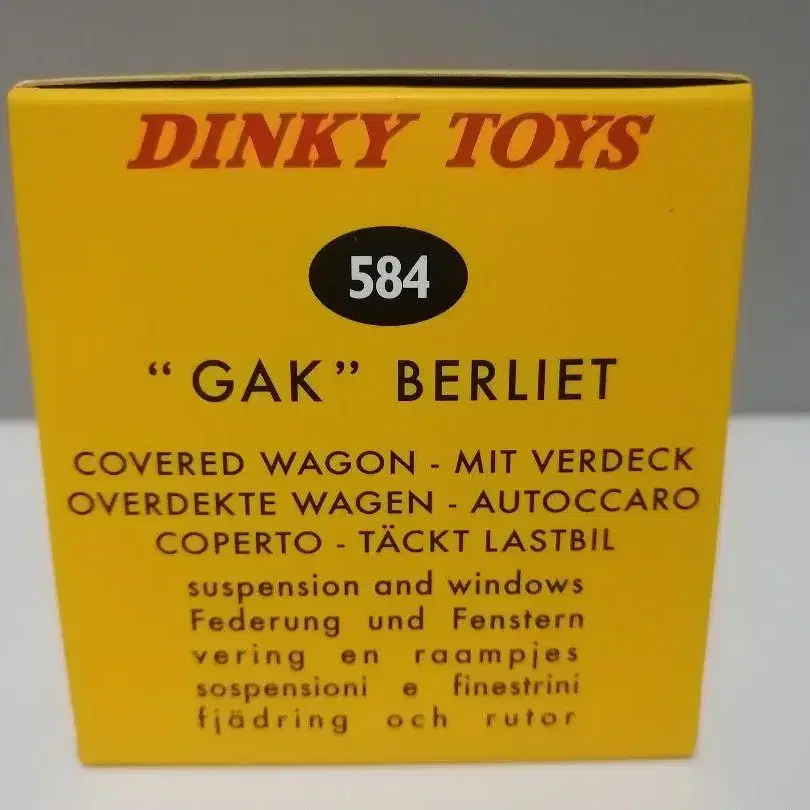 DINKY TOYS
584
“GAK” BERLIET
COVERED WAGON - MIT VERDECK
OVERDEKTE WAGEN - AUTOCCARO
COPERTO - TÄCKT LASTBIL
suspension and windows
Federung und Fenstern
vering en raampjes
sospensioni e finestrini
fjädring och rutor